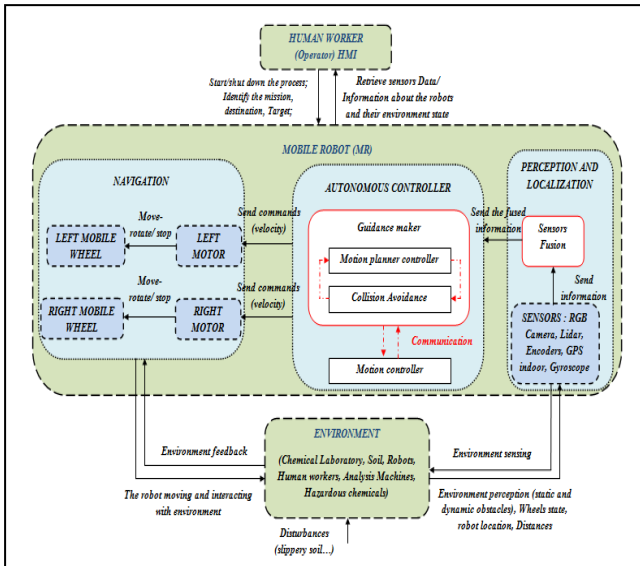 HUMAN WORKER
(Operator) HMI
Start/shut down the process;
Identify the mission,
destination, Target;
Retrieve sensors Data/
Information about the robots
and their environment state
MOBILE ROBOT (MR)
NAVIGATION
LEFT MOBILE
WHEEL
Move-
rotate/ stop
LEFT
MOTOR
Send commands
(velocity)
RIGHT MOBILE
WHEEL
Move-
rotate/ stop
RIGHT
MOTOR
Send commands
(velocity)
AUTONOMOUS CONTROLLER
Guidance maker
Motion planner controller
Collision Avoidance
Communication
Motion controller
PERCEPTION AND
LOCALIZATION
Send the fused
information
Sensors
Fusion
Send
information
SENSORS : RGB
Camera, Lidar,
Encoders, GPS
indoor, Gyroscope
ENVIRONMENT
(Chemical Laboratory, Soil, Robots,
Human workers, Analysis Machines,
Hazardous chemicals)
Environment feedback
The robot moving and interacting
with environment
Environment sensing
Environment perception (static and
dynamic obstacles), Wheels state,
robot location, Distances
Disturbances
(slippery soil...)